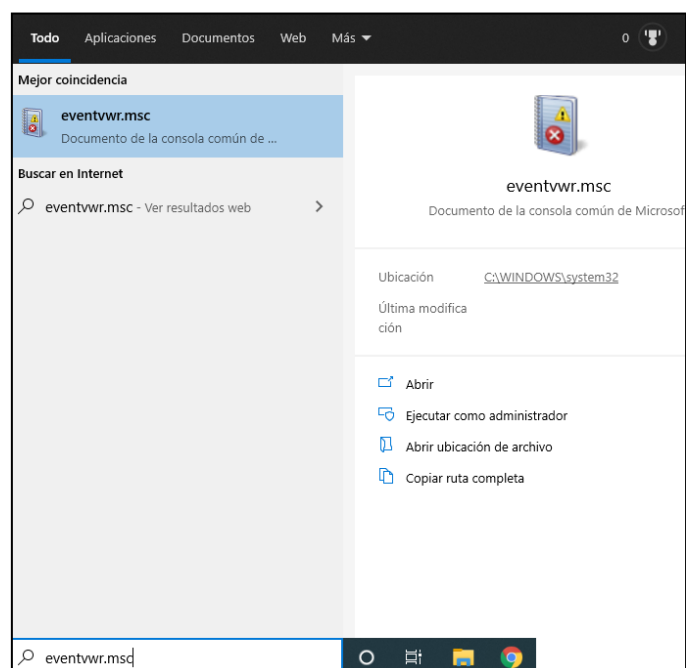 Todo Aplicaciones Documentos Web Más 0
Mejor coincidencia
eventvwr.msc
Documento de la consola común de ...
Buscar en Internet
eventvwr.msc - Ver resultados web
eventvwr.msc
Documento de la consola común de Microsof
Ubicación C:\WINDOWS\system32
Última modifica
ción
Abrir
Ejecutar como administrador
Abrir ubicación de archivo
Copiar ruta completa
eventvwr.msc